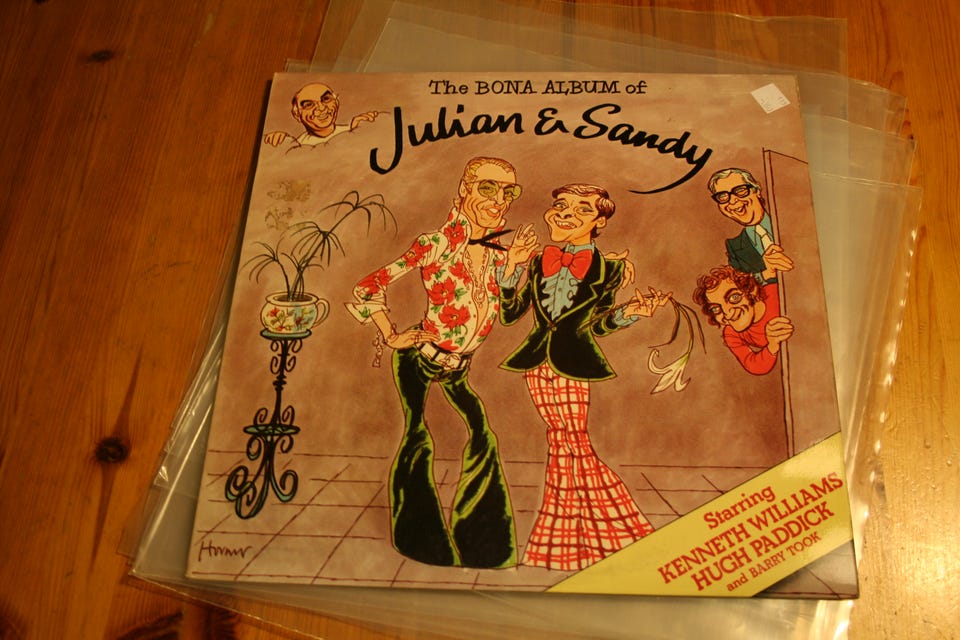 The BONA ALBUM of
Julian & Sandy
Starring
KENNETH WILLIAMS
HUGH PADDICK
and BARRY TOOK